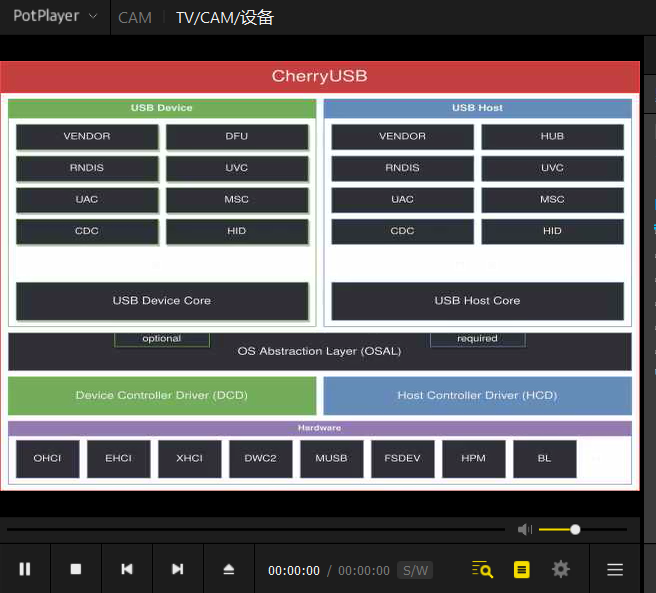 PotPlayer CAM TV/CAM/设备
CherryUSB
USB Device USB Host
VENDOR DFU VENDOR HUB
RNDIS UVC RNDIS UVC
UAC MSC UAC MSC
CDC HID CDC HID
USB Device Core USB Host Core
optional required
OS Abstraction Layer (OSAL)
Device Controller Driver (DCD) Host Controller Driver (HCD)
Hardware
OHCI EHCI XHCI DWC2 MUSB FSDEV HPM BL
00:00:00 / 00:00:00 S/W